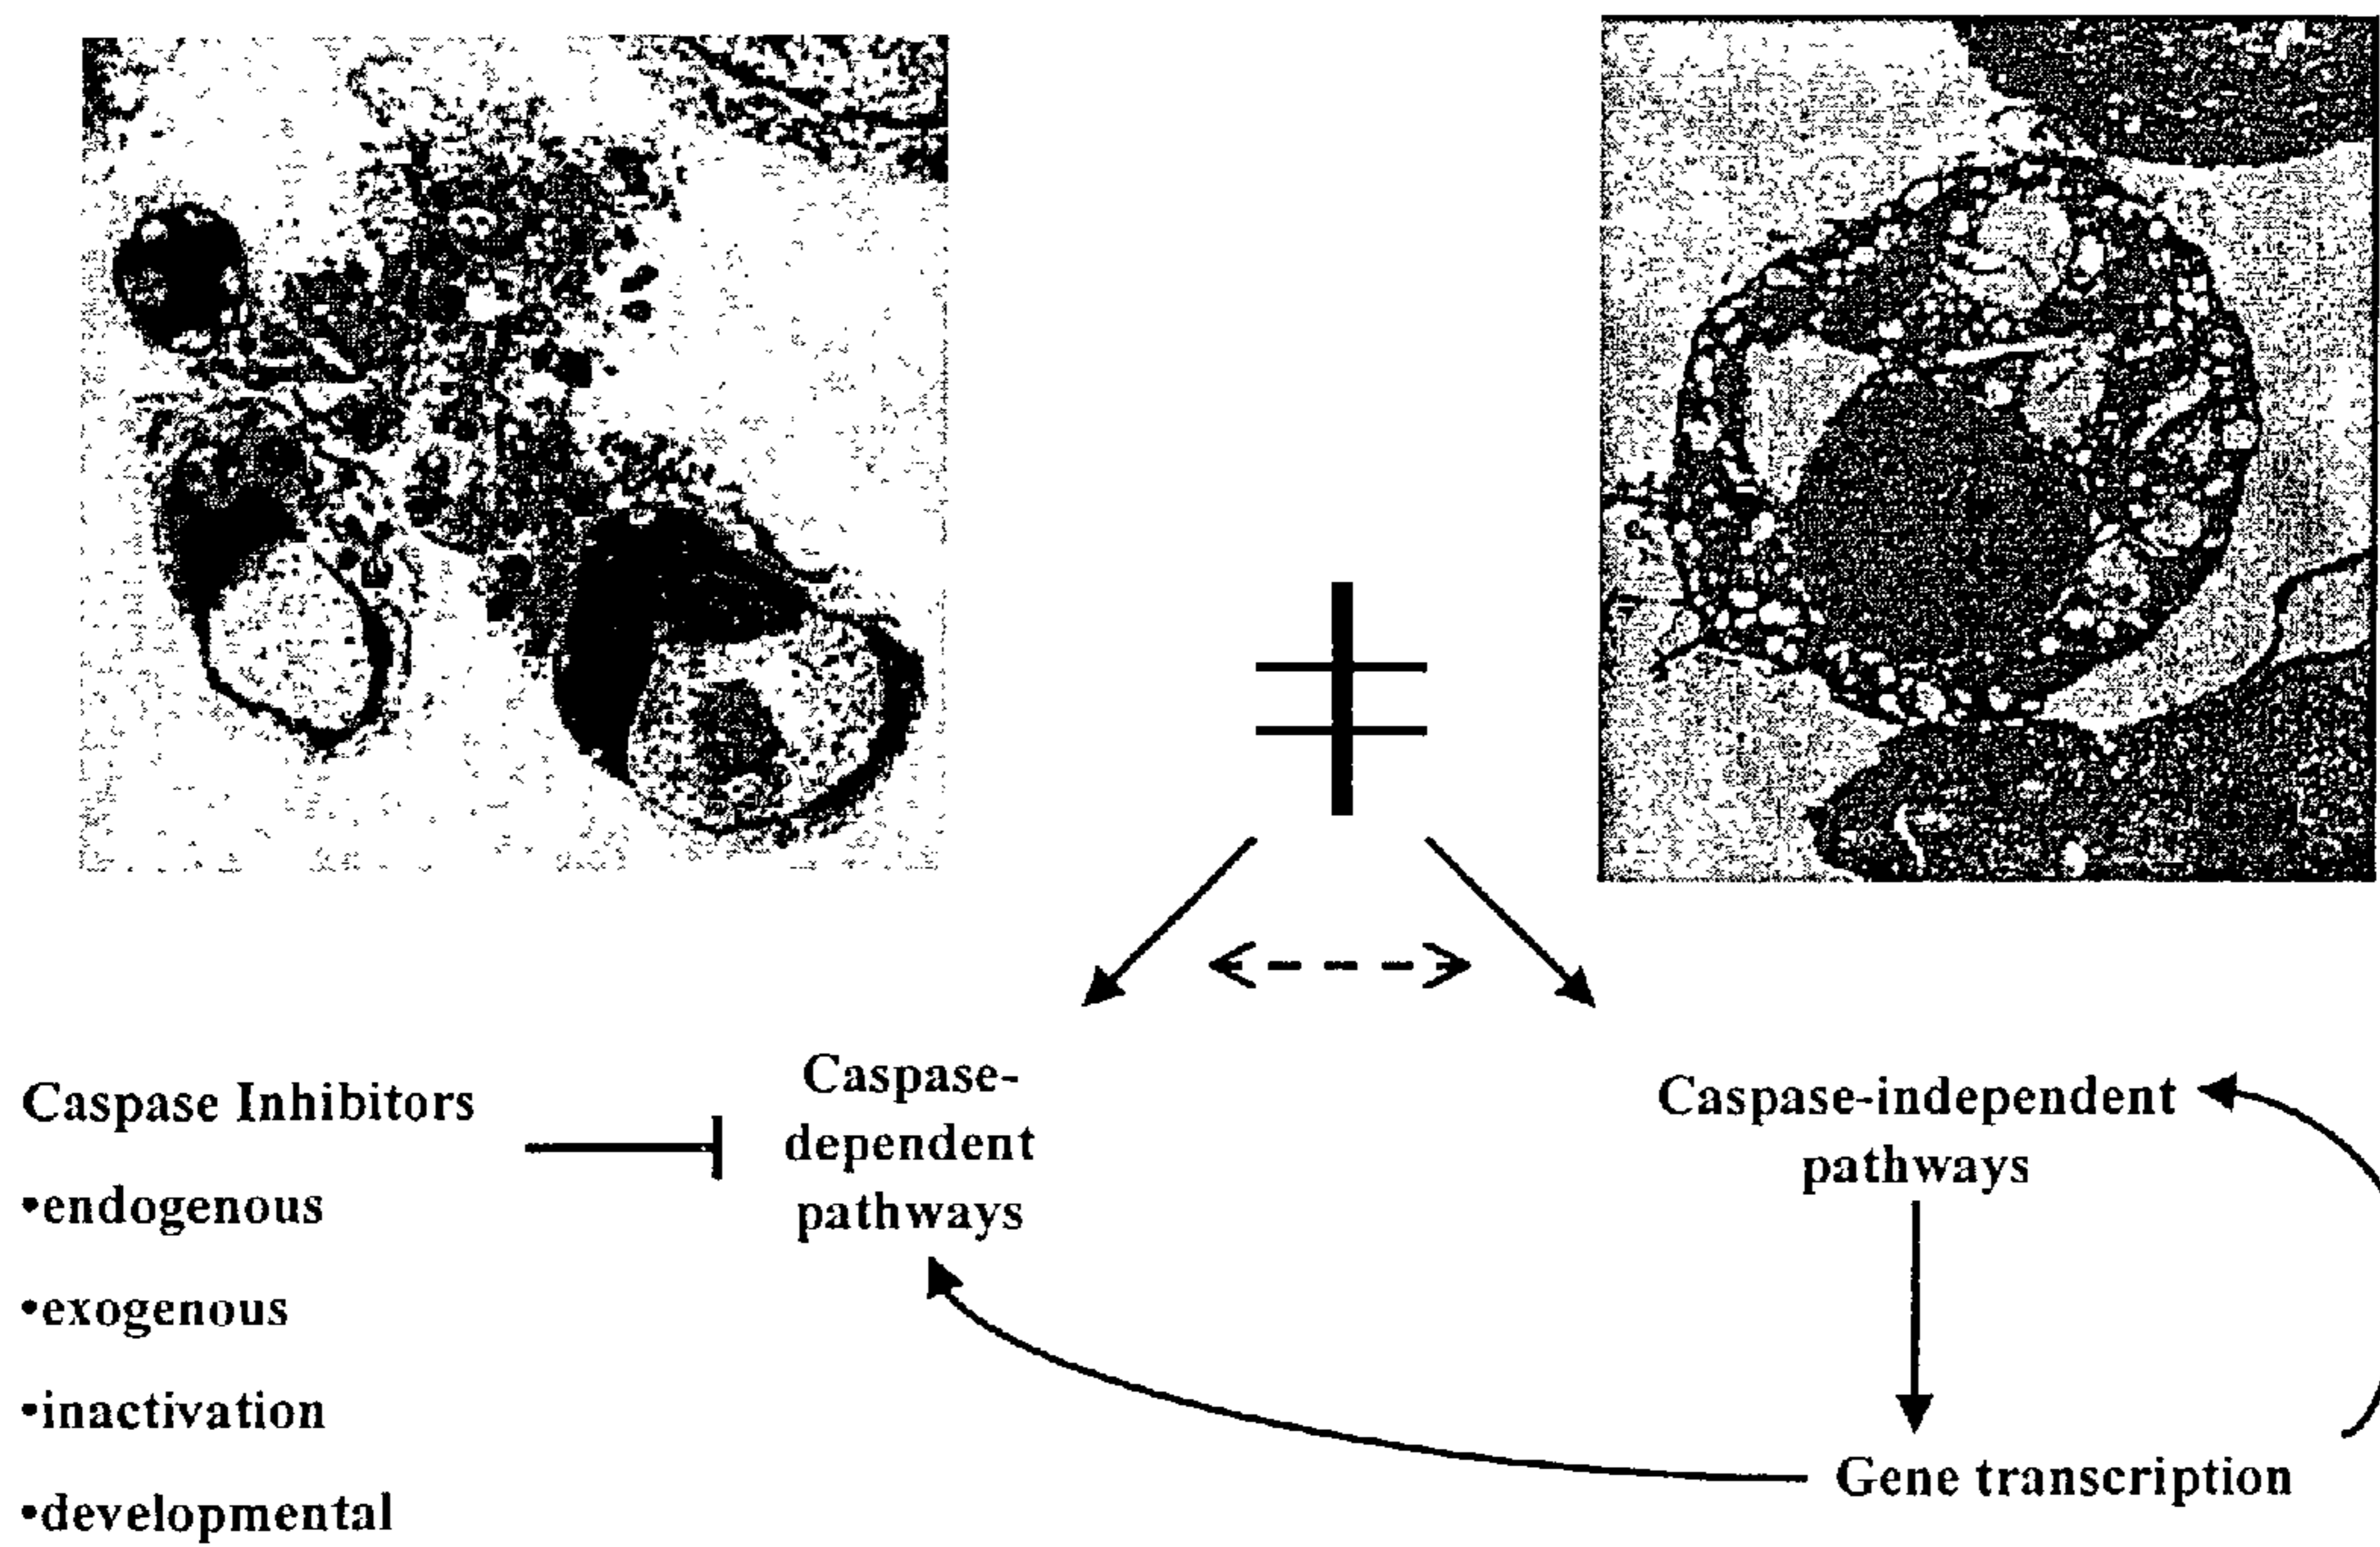 Caspase Inhibitors
•endogenous
•exogenous
•inactivation
•developmental
Caspase-
dependent
pathways
Caspase-independent
pathways
Gene transcription